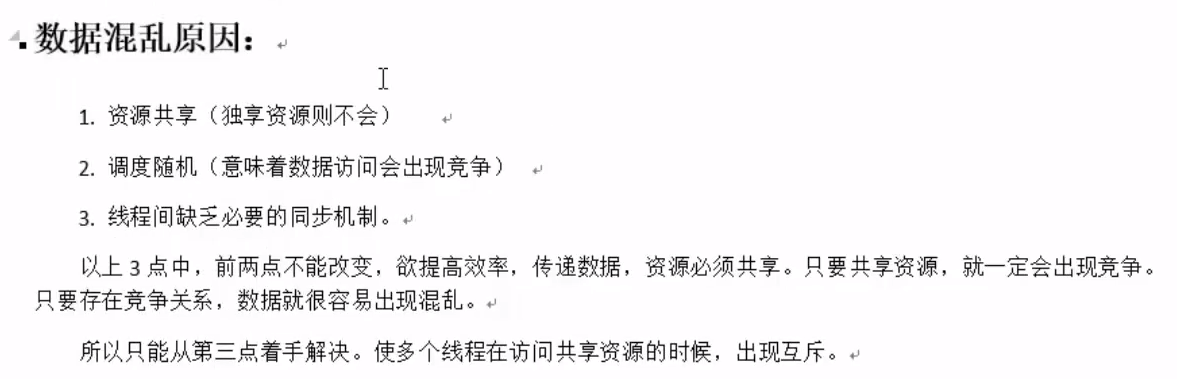 数据混乱原因：
1. 资源共享（独享资源则不会）
2. 调度随机（意味着数据访问会出现竞争）
3. 线程间缺乏必要的同步机制。
以上 3 点中，前两点不能改变，欲提高效率，传递数据，资源必须共享。只要共享资源，就一定会出现竞争。
只要存在竞争关系，数据就很容易出现混乱。
所以只能从第三点着手解决。使多个线程在访问共享资源的时候，出现互斥。